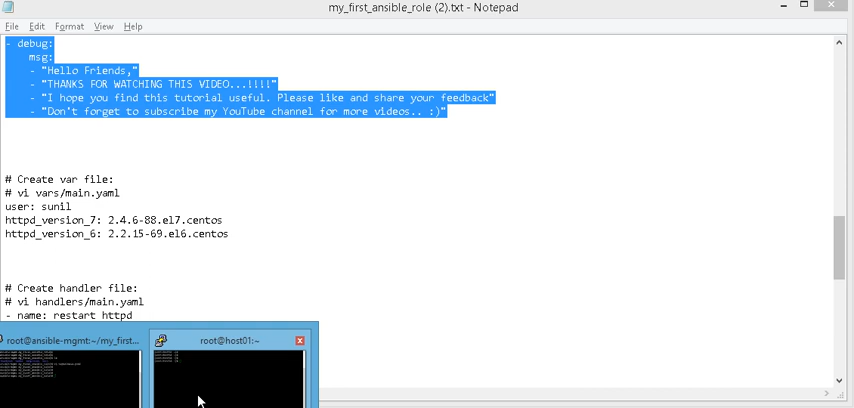 my_first_ansible_role (2).txt - Notepad
File Edit Format View Help
- debug:
msg:
- "Hello Friends,"
- "THANKS FOR WATCHING THIS VIDEO...!!!!"
- "I hope you find this tutorial useful. Please like and share your feedback"
- "Don't forget to subscribe my YouTube channel for more videos.. :)"
# Create var file:
# vi vars/main.yaml
user: sunil
httpd_version_7: 2.4.6-88.el7.centos
httpd_version_6: 2.2.15-69.el6.centos
# Create handler file:
# vi handlers/main.yaml
- name: restart httpd
root@ansible-mgmt:~/my_first...
root@host01:~